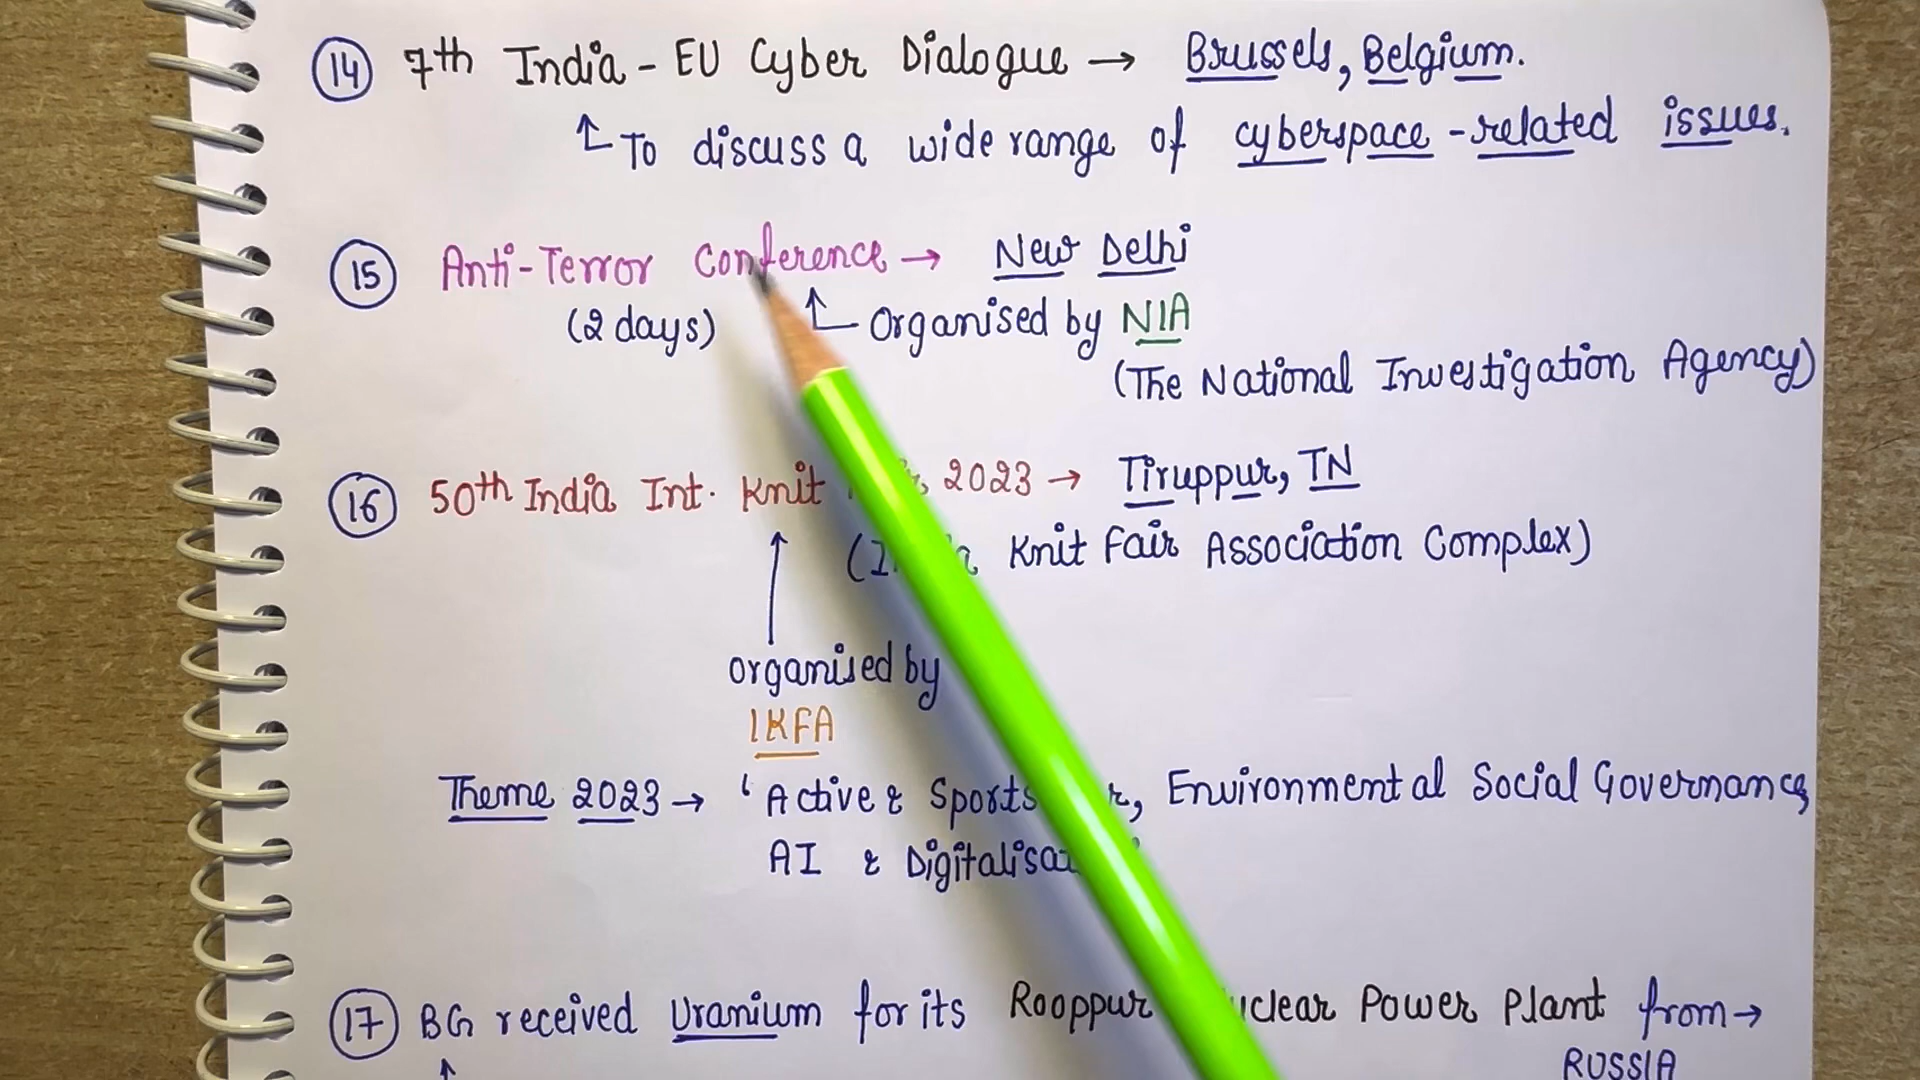 14 7th India - EU Cyber Dialogue → Brussels, Belgium.
To discuss a wide range of cyberspace - related issues.
15 Anti-Terror Conference → New Delhi
(2 days) Organised by NIA
(The National Investigation Agency)
16 50th India Int. Knit 2023 → Tiruppur, TN
Knit Fair Association Complex)
organised by
IKFA
Theme 2023 → 'Active & Sports Environmental Social Governance,
AI &
17 BG received Uranium for its Rooppur Power Plant from →
RUSSIA